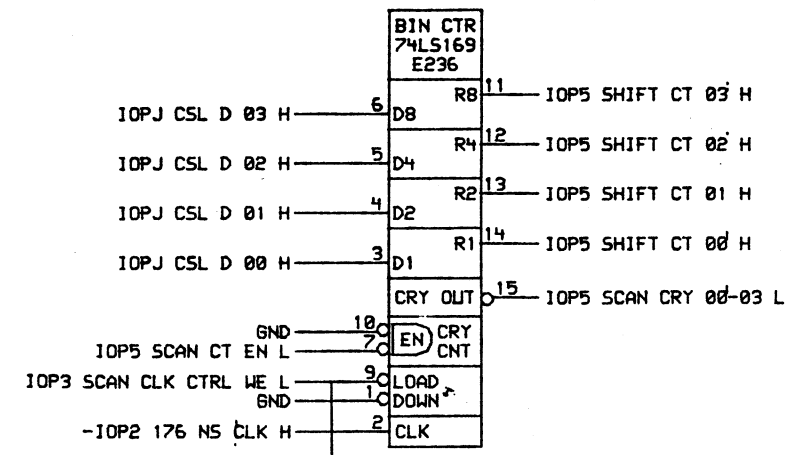 BIN CTR
74LS169
E236
IOPJ CSL D 03 H 6 D8 R8 11 IOP5 SHIFT CT 03 H
IOPJ CSL D 02 H 5 D4 R4 12 IOP5 SHIFT CT 02 H
IOPJ CSL D 01 H 4 D2 R2 13 IOP5 SHIFT CT 01 H
IOPJ CSL D 00 H 3 D1 R1 14 IOP5 SHIFT CT 00 H
CRY OUT 15 IOP5 SCAN CRY 00-03 L
GND 10 EN CRY
IOP5 SCAN CT EN L 7 CNT
IOP3 SCAN CLK CTRL WE L 9 LOAD
GND 1 DOWN
-IOP2 176 NS CLK H 2 CLK